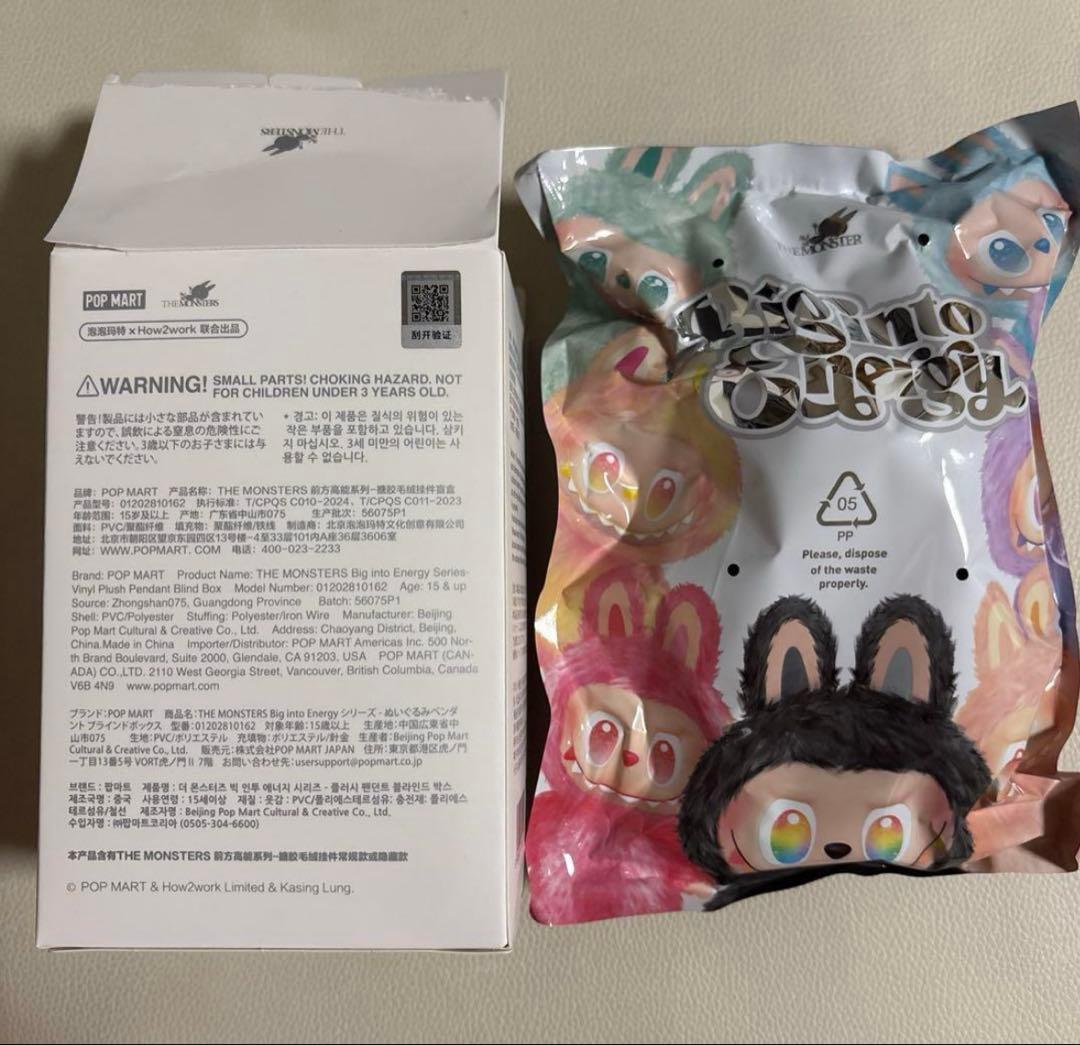 THE MONSTERS
POP MART
THE MONSTERS
泡泡玛特 × How2work 联合出品
刮开验证
WARNING! SMALL PARTS! CHOKING HAZARD. NOT
FOR CHILDREN UNDER 3 YEARS OLD.
警告!製品には小さな部品が含まれてい
ますので、誤飲による窒息の危険性にご
注意ください。3歳以下のお子さまには与
えないでください。
* 경고: 이 제품은 질식의 위험이 있는
작은 부품을 포함하고 있습니다. 삼키
지 마십시오. 3세 미만의 어린이는 사
용할 수 없습니다.
品牌: POP MART 产品名称: THE MONSTERS 前方高能系列-搪胶毛绒挂件盲盒
产品型号: 01202810162 执行标准: T/CPQS C010-2024、T/CPQS C011-2023
年龄范围: 15岁及以上 产地: 广东省中山市075 生产批次: 56075P1
面料: PVC/聚酯纤维 填充物: 聚酯纤维/铁线 制造商: 北京泡泡玛特文化创意有限公司
地址: 北京市朝阳区望京东园四区13号楼-4至33层101内A座36层3606室
网址: WWW.POPMART.COM 电话: 400-023-2233
Brand: POP MART Product Name: THE MONSTERS Big into Energy Series-
Vinyl Plush Pendant Blind Box Model Number: 01202810162 Age: 15 & up
Source: Zhongshan075, Guangdong Province Batch: 56075P1
Shell: PVC/Polyester Stuffing: Polyester/Iron Wire Manufacturer: Beijing
Pop Mart Cultural & Creative Co., Ltd. Address: Chaoyang District, Beijing,
China.Made in China Importer/Distributor: POP MART Americas Inc. 500 Nor-
th Brand Boulevard, Suite 2000, Glendale, CA 91203, USA POP MART (CAN-
ADA) CO.,LTD. 2110 West Georgia Street, Vancouver, British Columbia, Canada
V6B 4N9 www.popmart.com
ブランド:POP MART 商品名:THE MONSTERS Big into Energy シリーズ - ぬいぐるみペンダ
ント ブラインドボックス 型番:01202810162 対象年齢:15歳以上 生産地:中国広東省中
山市075 生地:PVC/ポリエステル 充填物:ポリエステル/針金 生産者:Beijing Pop Mart
Cultural & Creative Co., Ltd. 販売元:株式会社POP MART JAPAN 住所:東京都港区虎ノ門
一丁目13番5号 VORT虎ノ門Ⅱ 7階 お問い合わせ先:usersupport@popmart.co.jp
브랜드 : 팝마트 제품명 : 더 몬스터즈 빅 인투 에너지 시리즈 - 플러시 팬던트 블라인드 박스
제조국명 : 중국 사용연령 : 15세이상 재질 : 겉감 : PVC/폴리에스테르섬유: 충전재: 폴리에스
테르섬유/철선 제조자명 : Beijing Pop Mart Cultural & Creative Co., Ltd.
수입자명 : ㈜팝마트코리아 (0505-304-6600)
本产品含有THE MONSTERS 前方高能系列-搪胶毛绒挂件常规款或隐藏款
© POP MART & How2work Limited & Kasing Lung.
THE MONSTER
Big into
Energy
05
PP
Please, dispose
of the waste
properly.